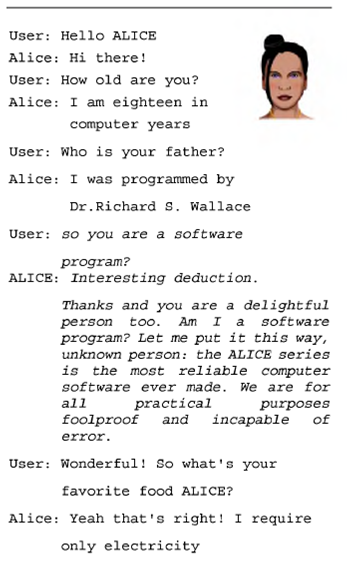 User: Hello ALICE
Alice: Hi there!
User: How old are you?
Alice: I am eighteen in
computer years
User: Who is your father?
Alice: I was programmed by
Dr.Richard S. Wallace
User: so you are a software
program?
ALICE: Interesting deduction.
Thanks and you are a delightful
person too. Am I a software
program? Let me put it this way,
unknown person: the ALICE series
is the most reliable computer
software ever made. We are for
all practical purposes
foolproof and incapable of
error.
User: Wonderful! So what's your
favorite food ALICE?
Alice: Yeah that's right! I require
only electricity